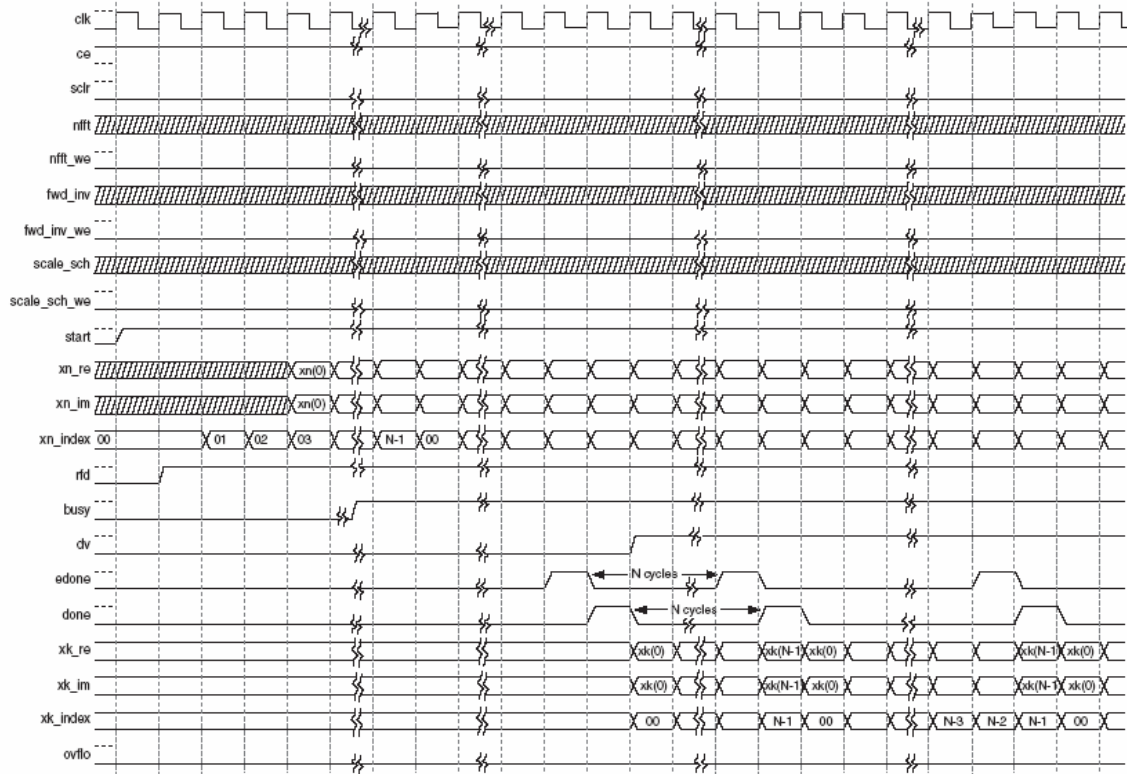 clk
ce
sclr
nfft
nfft_we
fwd_inv
fwd_inv_we
scale_sch
scale_sch_we
start
xn_re xn(0)
xn_im xn(0)
xn_index 00 01 02 03 N-1 00
rfd
busy
dv
edone N cycles
done N cycles
xk_re xk(0) xk(N-1) xk(0) xk(N-1) xk(0)
xk_im xk(0) xk(N-1) xk(0) xk(N-1) xk(0)
xk_index 00 N-1 00 N-3 N-2 N-1 00
ovflo